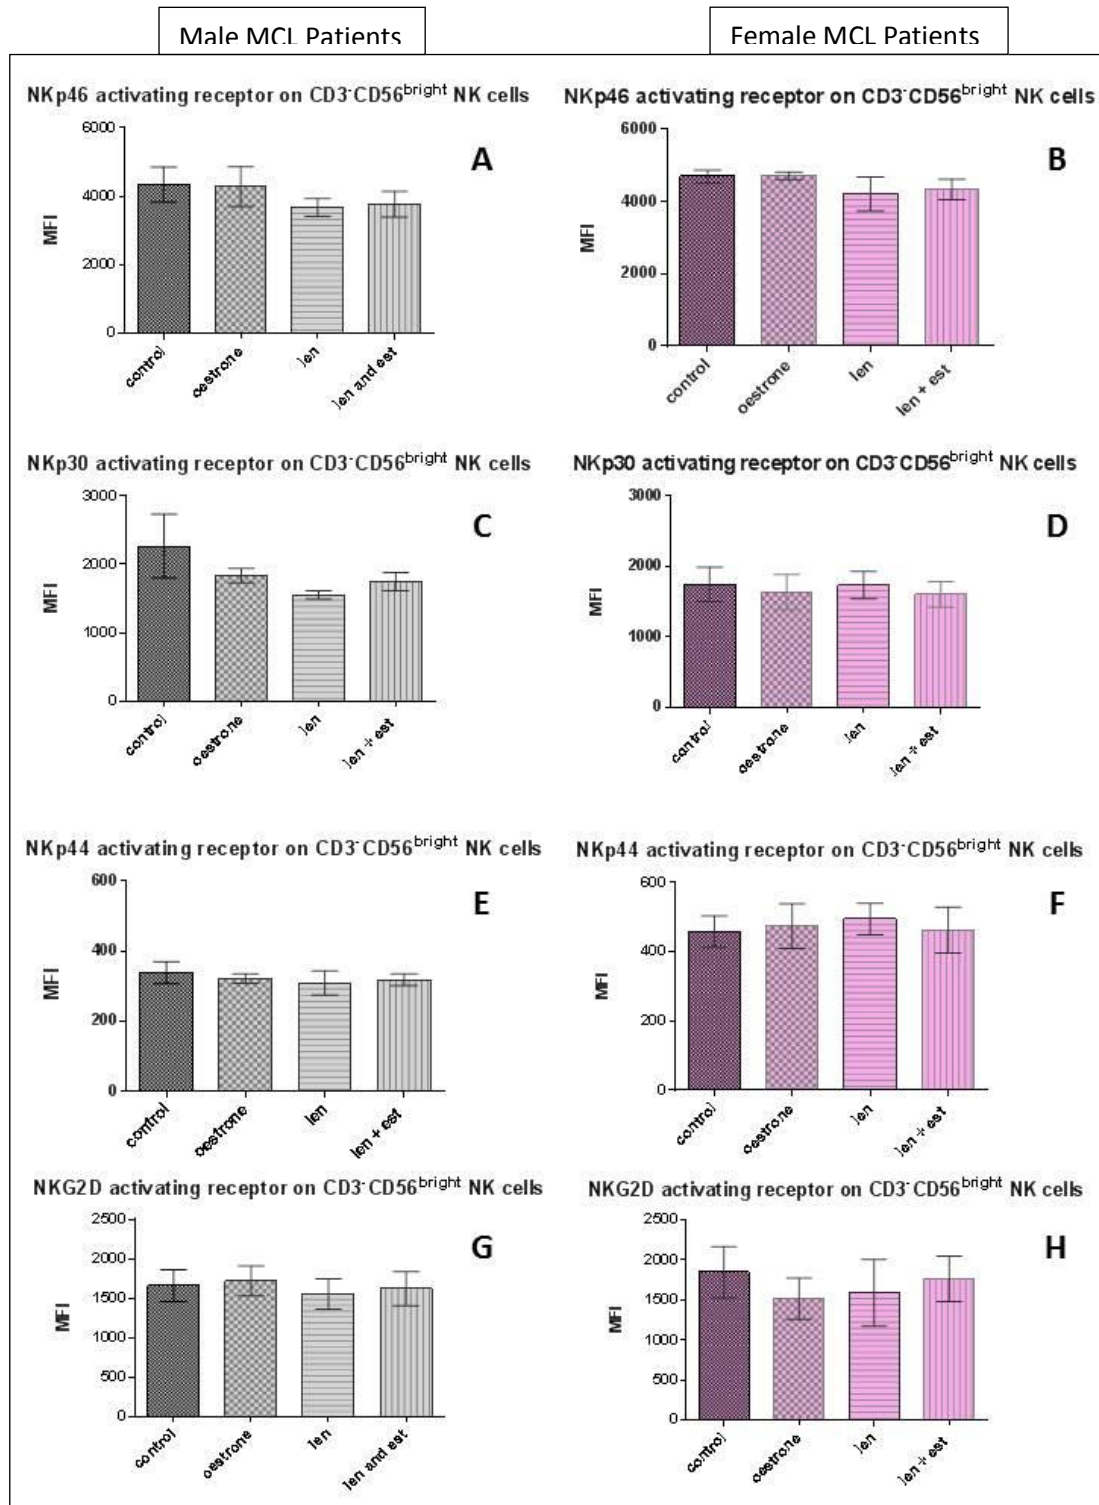 Male MCL Patients
Female MCL Patients
NKp46 activating receptor on CD3⁻CD56bright NK cells
6000
4000
2000
0
MFI
A
control
oestrone
len
len and est
NKp46 activating receptor on CD3⁻CD56bright NK cells
6000
4000
2000
0
MFI
B
control
oestrone
len
len + est
NKp30 activating receptor on CD3⁻CD56bright NK cells
3000
2000
1000
0
MFI
C
control
oestrone
len
len + est
NKp30 activating receptor on CD3⁻CD56bright NK cells
3000
2000
1000
0
MFI
D
control
oestrone
len
len + est
NKp44 activating receptor on CD3⁻CD56bright NK cells
600
400
200
0
MFI
E
control
oestrone
len
len + est
NKp44 activating receptor on CD3⁻CD56bright NK cells
600
400
200
0
MFI
F
control
oestrone
len
len + est
NKG2D activating receptor on CD3⁻CD56bright NK cells
2500
2000
1500
1000
500
0
MFI
G
control
oestrone
len
len and est
NKG2D activating receptor on CD3⁻CD56bright NK cells
2500
2000
1500
1000
500
0
MFI
H
control
oestrone
len
len + est